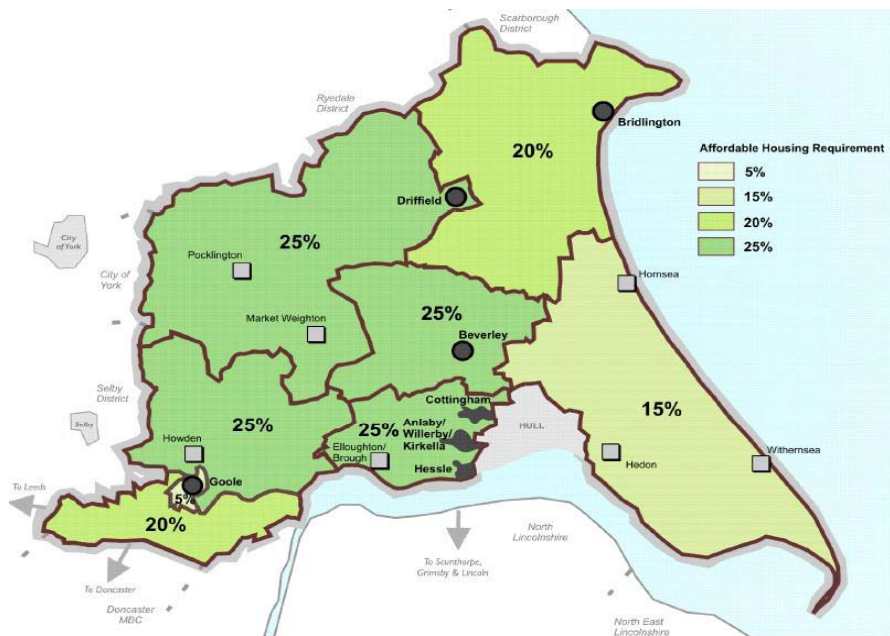 Scarborough
District
Ryedale
District
Bridlington
20%
Affordable Housing Requirement
5%
15%
20%
25%
Driffield
City
of York
25%
Pocklington
City of
York
Hornsea
Market Weighton
25%
Beverley
Selby
District
Cottingham
15%
Selby
25%
25%
Anlaby/
Willerby/
Kirkella
HULL
Howden
Elloughton/
Brough
Hessle
Hedon
Withernsea
To Leeds
Goole
5%
20%
North
Lincolnshire
To Scunthorpe,
Grimsby & Lincoln
To Doncaster
Doncaster
MBC
North East
Lincolnshire